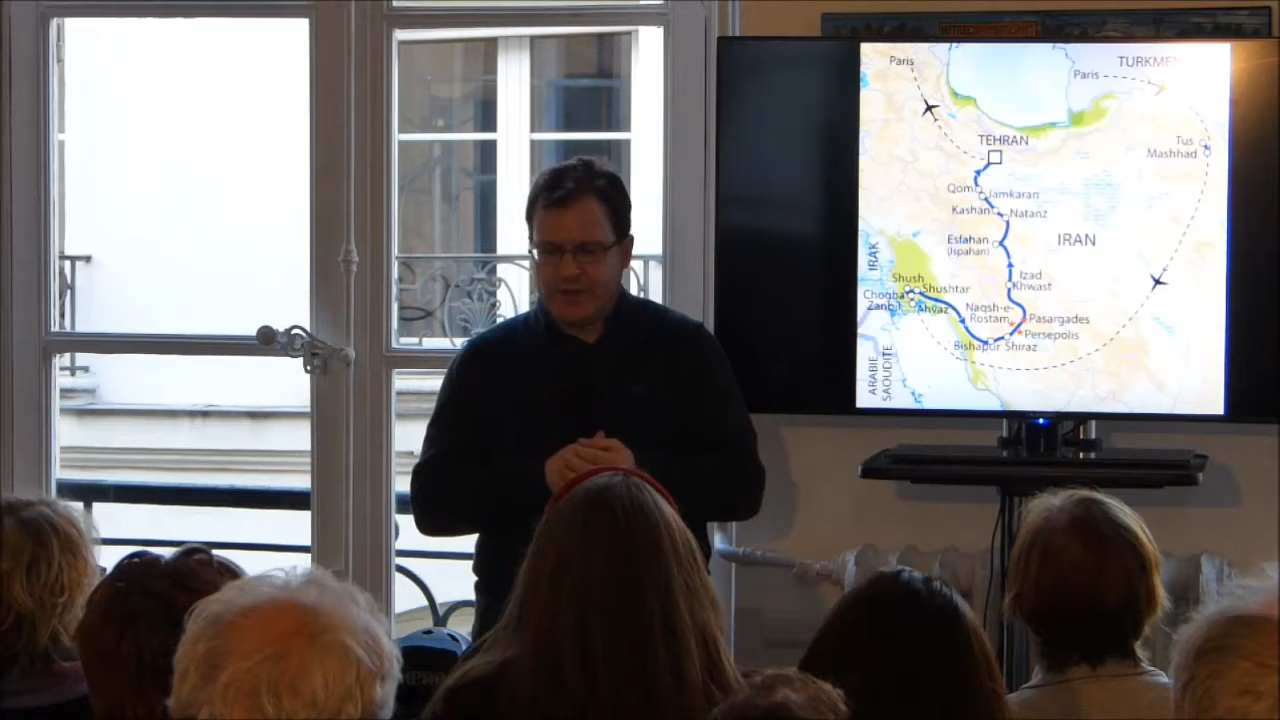 Paris
TURKMEN
Paris
TEHRAN
Tus
Mashhad
Qom
Jamkaran
Kashan
Natanz
Esfahan
(Ispahan)
IRAN
IRAK
Izad
Khwast
Shush
Shushtar
Chogha
Zanbil
Ahvaz
Naqsh-e-
Rostam
Pasargades
Persepolis
Bishapur
Shiraz
ARABIE
SAOUDITE